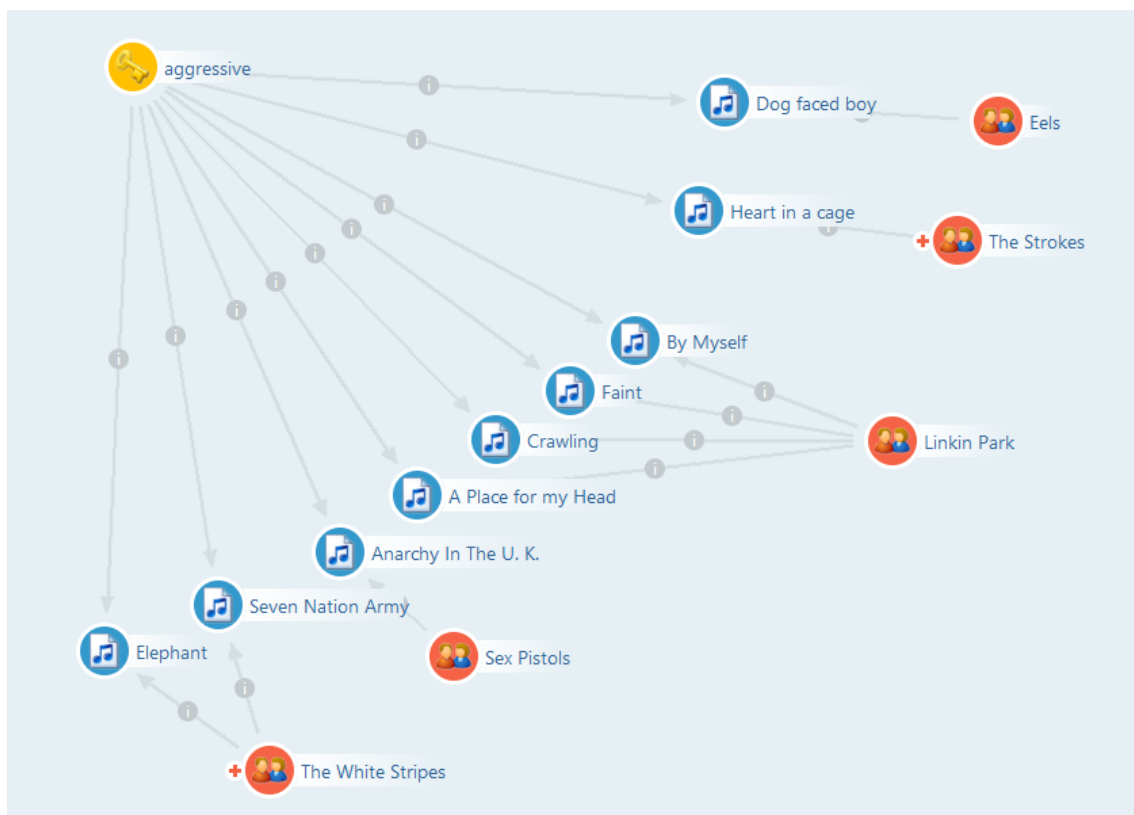 aggressive
Dog faced boy
Eels
Heart in a cage
The Strokes
By Myself
Faint
Crawling
Linkin Park
A Place for my Head
Anarchy In The U. K.
Seven Nation Army
Elephant
Sex Pistols
The White Stripes